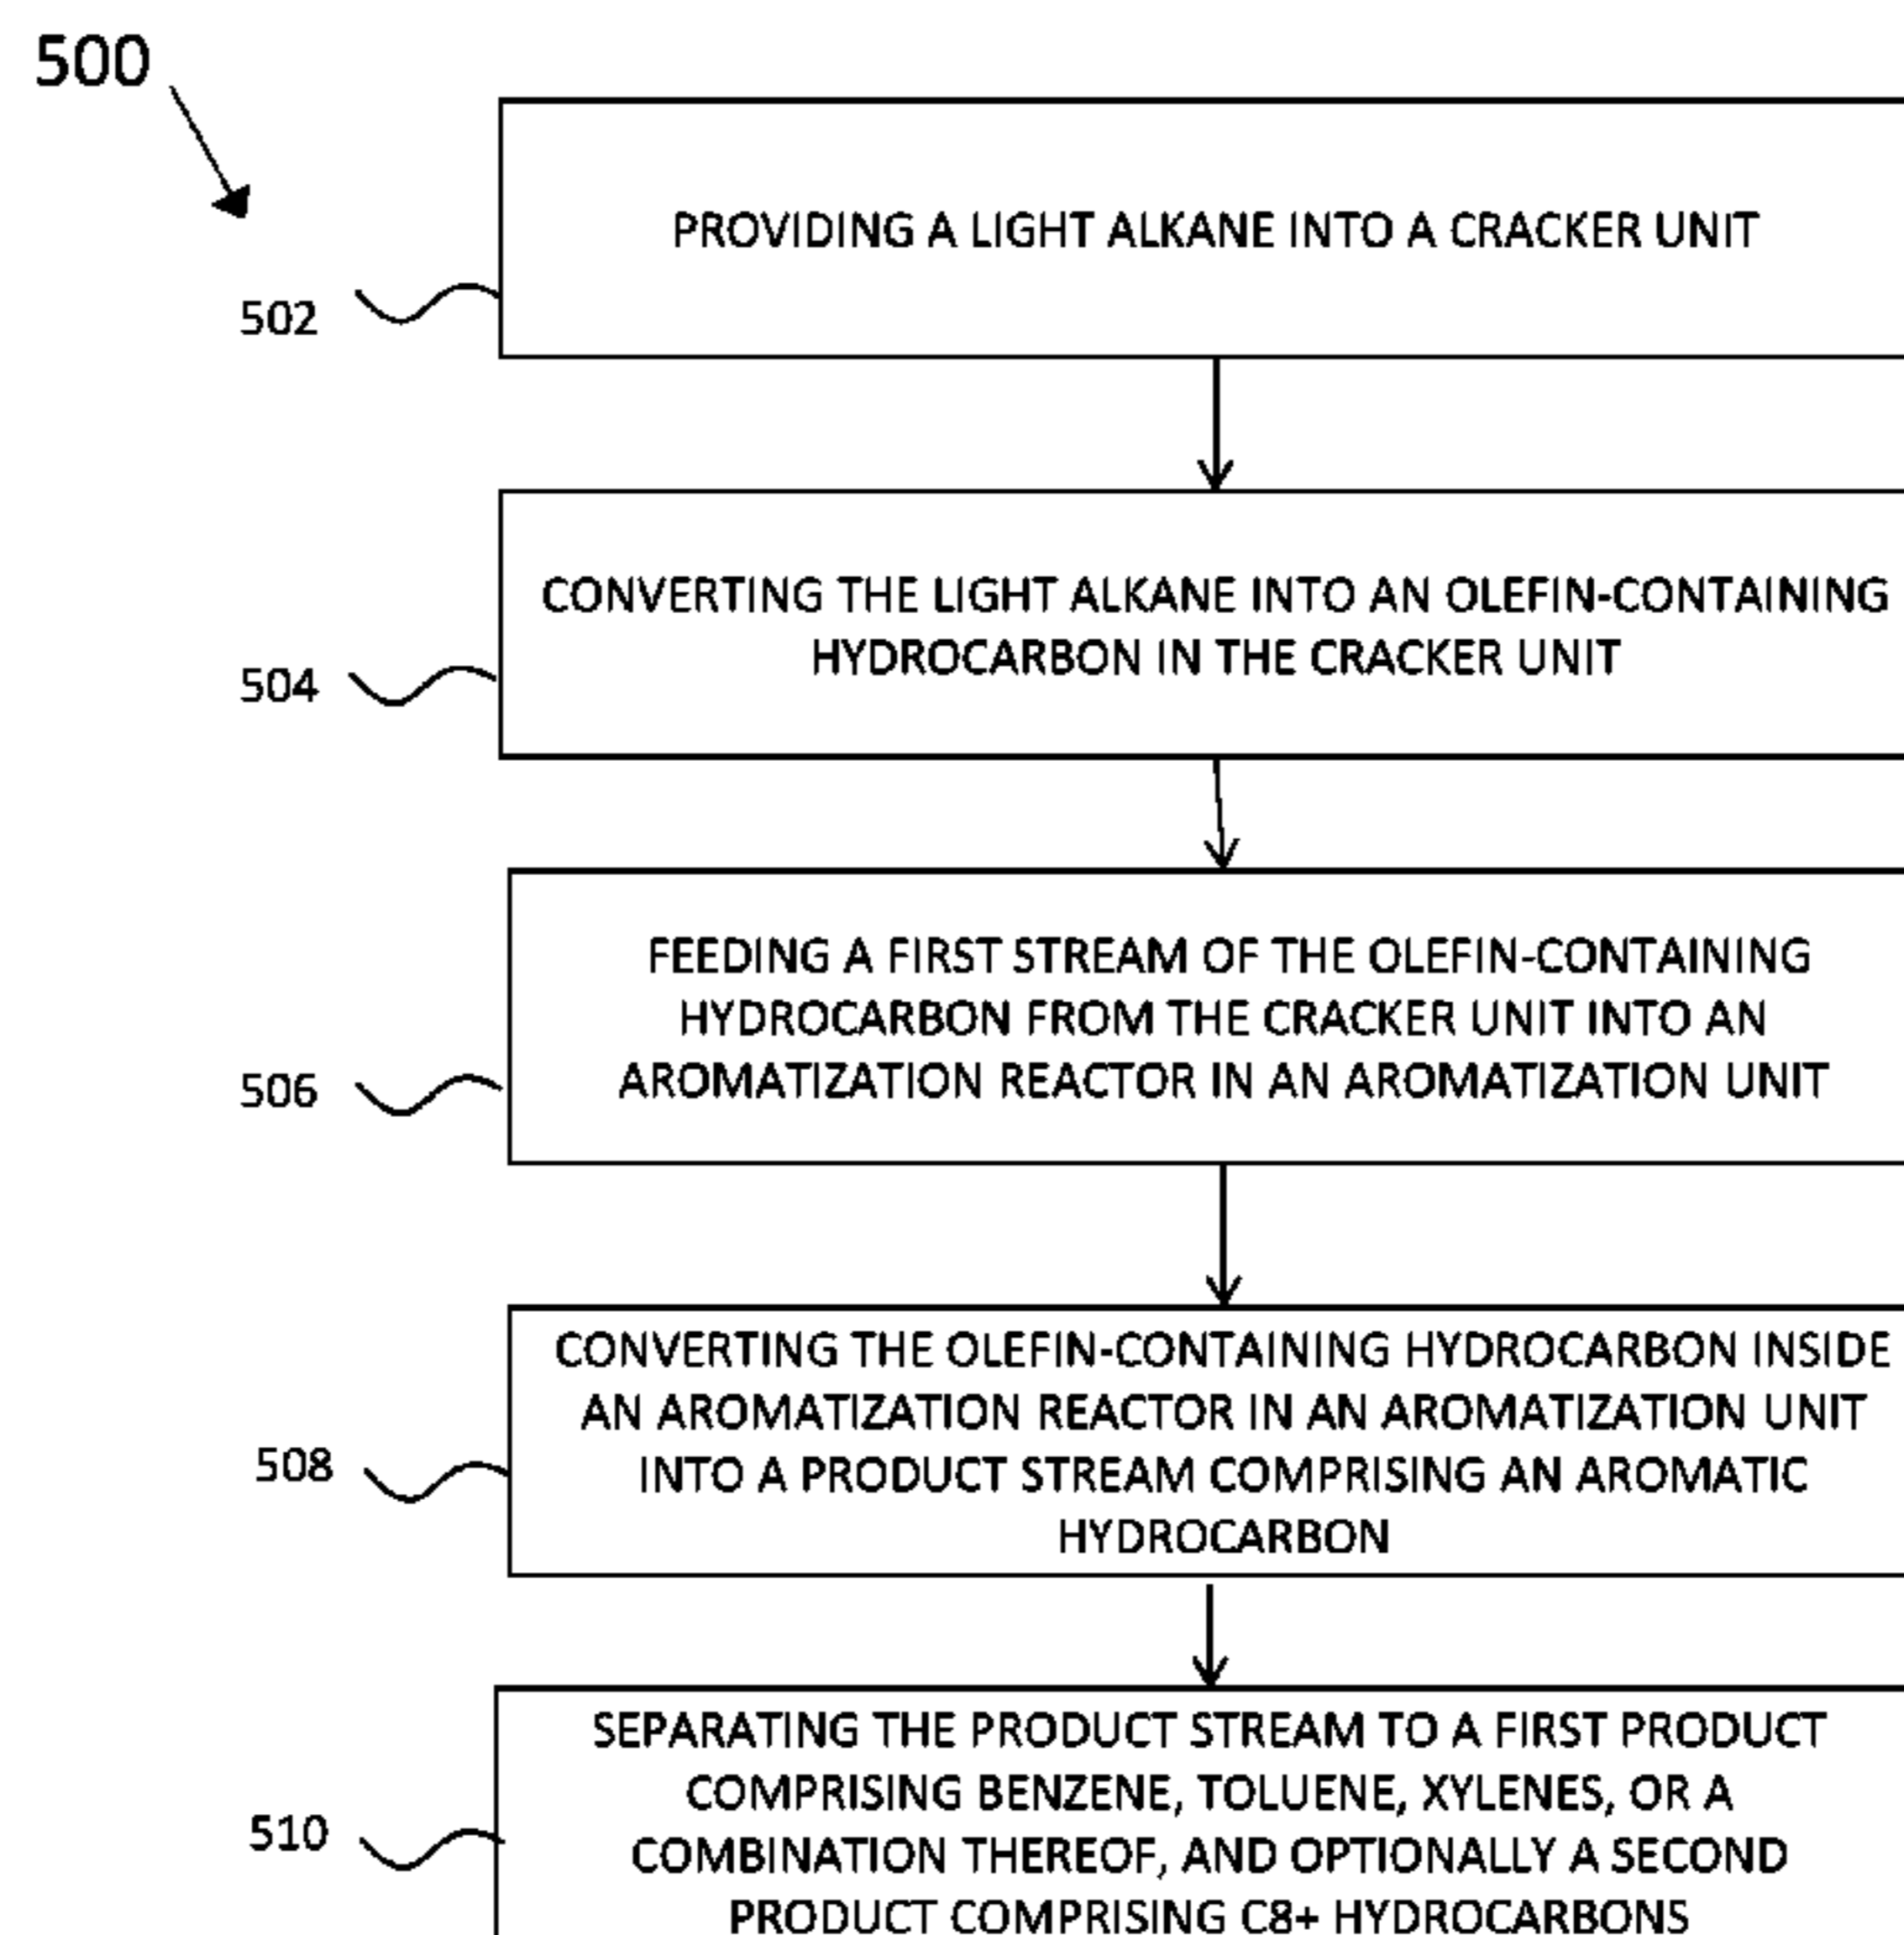 500
PROVIDING A LIGHT ALKANE INTO A CRACKER UNIT
502
CONVERTING THE LIGHT ALKANE INTO AN OLEFIN-CONTAINING
HYDROCARBON IN THE CRACKER UNIT
504
FEEDING A FIRST STREAM OF THE OLEFIN-CONTAINING
HYDROCARBON FROM THE CRACKER UNIT INTO AN
AROMATIZATION REACTOR IN AN AROMATIZATION UNIT
506
CONVERTING THE OLEFIN-CONTAINING HYDROCARBON INSIDE
AN AROMATIZATION REACTOR IN AN AROMATIZATION UNIT
INTO A PRODUCT STREAM COMPRISING AN AROMATIC
HYDROCARBON
508
SEPARATING THE PRODUCT STREAM TO A FIRST PRODUCT
COMPRISING BENZENE, TOLUENE, XYLENES, OR A
COMBINATION THEREOF, AND OPTIONALLY A SECOND
PRODUCT COMPRISING C8+ HYDROCARBONS
510